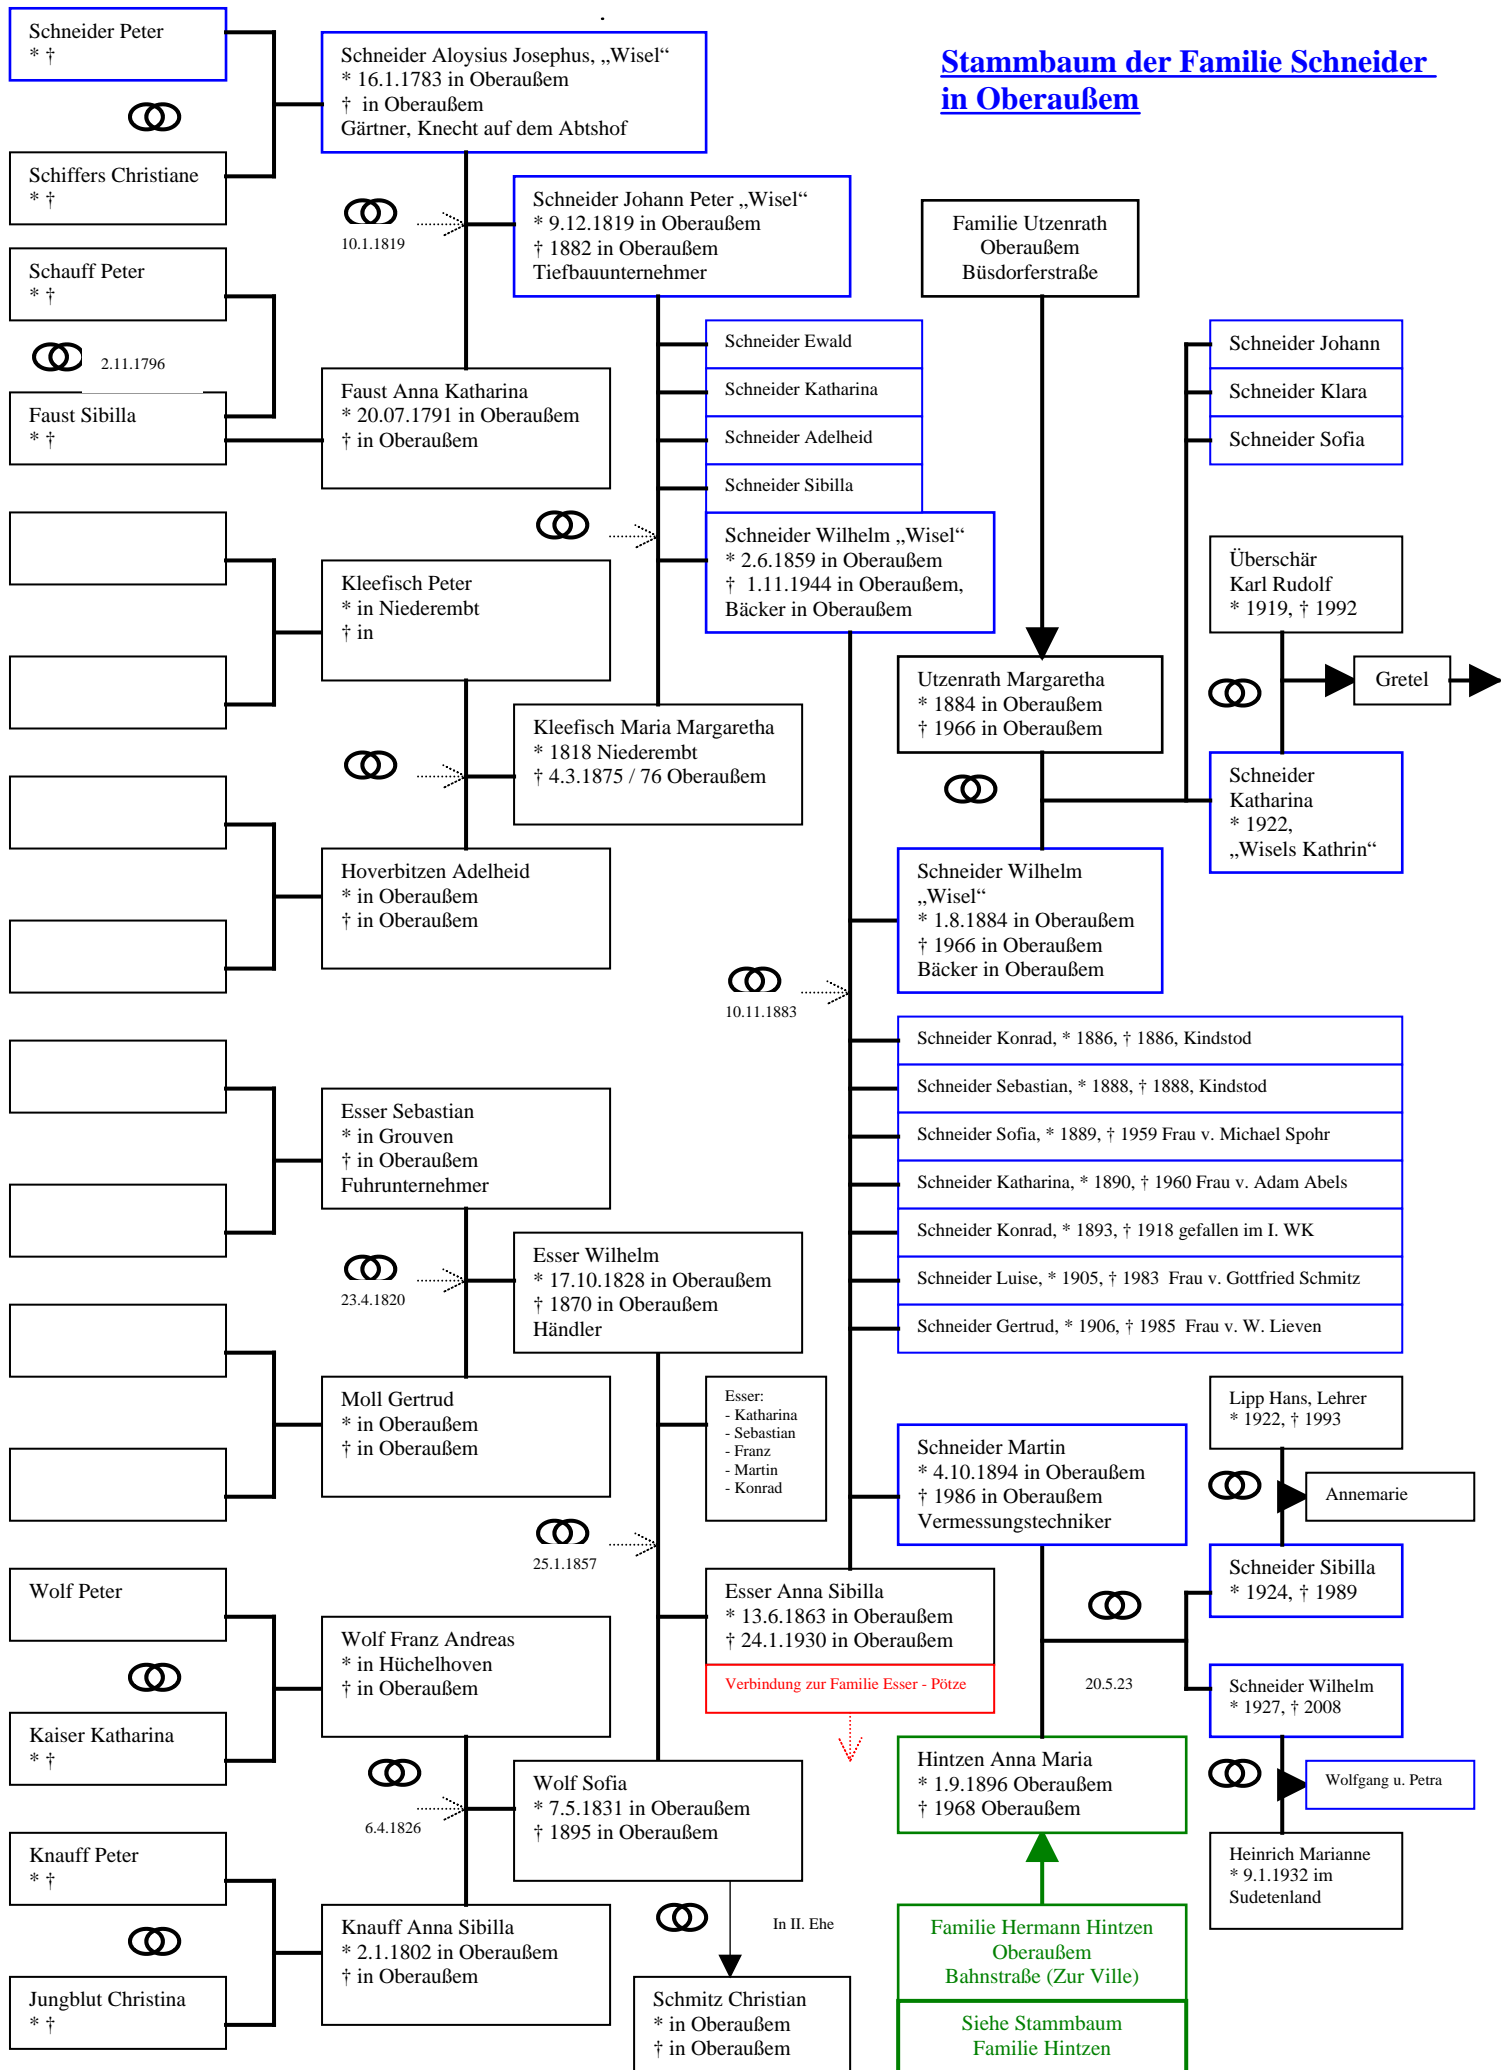 Stammbaum der Familie Schneider
in Oberaußem
Schneider Peter
* †
Schiffers Christiane
* †
Schauff Peter
* †
2.11.1796
Faust Sibilla
* †
Wolf Peter
Kaiser Katharina
* †
Knauff Peter
* †
Jungblut Christina
* †
Schneider Aloysius Josephus, „Wisel“
* 16.1.1783 in Oberaußem
† in Oberaußem
Gärtner, Knecht auf dem Abtshof
10.1.1819
Faust Anna Katharina
* 20.07.1791 in Oberaußem
† in Oberaußem
Kleefisch Peter
* in Niederembt
† in
Hoverbitzen Adelheid
* in Oberaußem
† in Oberaußem
Esser Sebastian
* in Grouven
† in Oberaußem
Fuhrunternehmer
23.4.1820
Moll Gertrud
* in Oberaußem
† in Oberaußem
Wolf Franz Andreas
* in Hüchelhoven
† in Oberaußem
6.4.1826
Knauff Anna Sibilla
* 2.1.1802 in Oberaußem
† in Oberaußem
Schneider Johann Peter „Wisel“
* 9.12.1819 in Oberaußem
† 1882 in Oberaußem
Tiefbauunternehmer
Kleefisch Maria Margaretha
* 1818 Niederembt
† 4.3.1875 / 76 Oberaußem
Esser Wilhelm
* 17.10.1828 in Oberaußem
† 1870 in Oberaußem
Händler
25.1.1857
Wolf Sofia
* 7.5.1831 in Oberaußem
† 1895 in Oberaußem
In II. Ehe
Schmitz Christian
* in Oberaußem
† in Oberaußem
Schneider Ewald
Schneider Katharina
Schneider Adelheid
Schneider Sibilla
Schneider Wilhelm „Wisel“
* 2.6.1859 in Oberaußem
† 1.11.1944 in Oberaußem,
Bäcker in Oberaußem
10.11.1883
Esser:
- Katharina
- Sebastian
- Franz
- Martin
- Konrad
Esser Anna Sibilla
* 13.6.1863 in Oberaußem
† 24.1.1930 in Oberaußem
Verbindung zur Familie Esser - Pötze
Familie Utzenrath
Oberaußem
Büsdorferstraße
Utzenrath Margaretha
* 1884 in Oberaußem
† 1966 in Oberaußem
Schneider Wilhelm
„Wisel“
* 1.8.1884 in Oberaußem
† 1966 in Oberaußem
Bäcker in Oberaußem
Schneider Konrad, * 1886, † 1886, Kindstod
Schneider Sebastian, * 1888, † 1888, Kindstod
Schneider Sofia, * 1889, † 1959 Frau v. Michael Spohr
Schneider Katharina, * 1890, † 1960 Frau v. Adam Abels
Schneider Konrad, * 1893, † 1918 gefallen im I. WK
Schneider Luise, * 1905, † 1983 Frau v. Gottfried Schmitz
Schneider Gertrud, * 1906, † 1985 Frau v. W. Lieven
Schneider Martin
* 4.10.1894 in Oberaußem
† 1986 in Oberaußem
Vermessungstechniker
20.5.23
Hintzen Anna Maria
* 1.9.1896 Oberaußem
† 1968 Oberaußem
Familie Hermann Hintzen
Oberaußem
Bahnstraße (Zur Ville)
Siehe Stammbaum
Familie Hintzen
Schneider Johann
Schneider Klara
Schneider Sofia
Überschär
Karl Rudolf
* 1919, † 1992
Gretel
Schneider
Katharina
* 1922,
„Wisels Kathrin“
Lipp Hans, Lehrer
* 1922, † 1993
Annemarie
Schneider Sibilla
* 1924, † 1989
Schneider Wilhelm
* 1927, † 2008
Wolfgang u. Petra
Heinrich Marianne
* 9.1.1932 im
Sudetenland